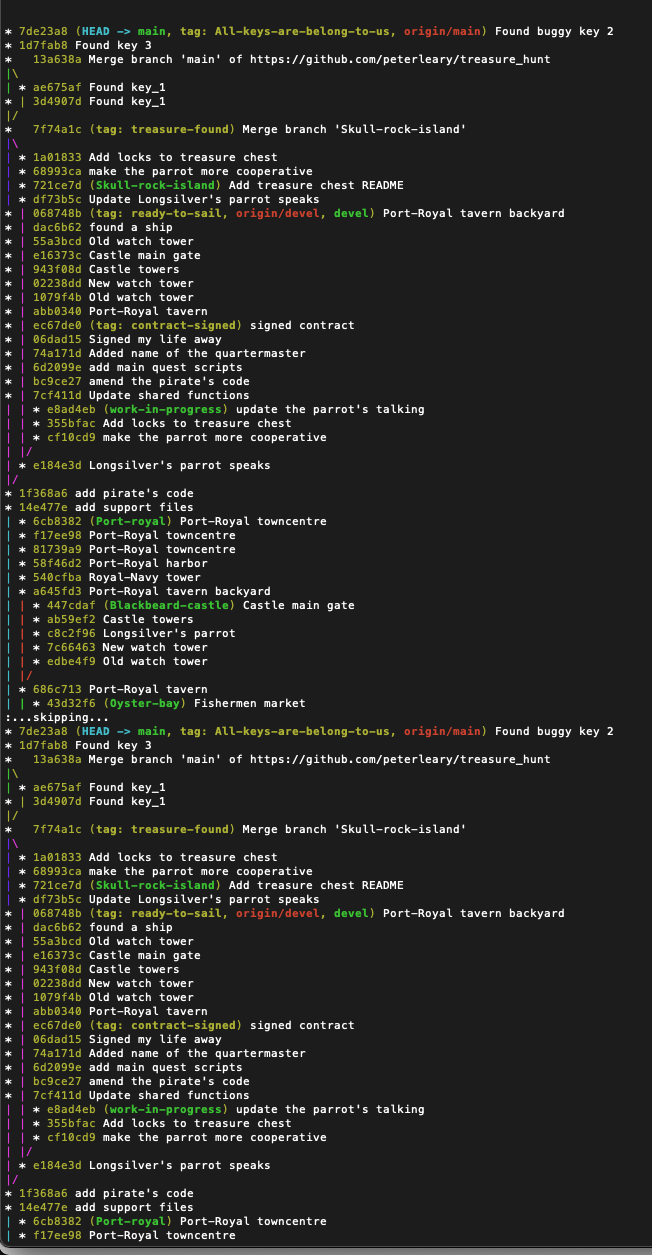 * 7de23a8 (HEAD -> main, tag: All-keys-are-belong-to-us, origin/main) Found buggy key 2
* 1d7fab8 Found key 3
*   13a638a Merge branch 'main' of https://github.com/peterleary/treasure_hunt
|\
| * ae675af Found key_1
* | 3d4907d Found key_1
|/
*   7f74a1c (tag: treasure-found) Merge branch 'Skull-rock-island'
|\
| * 1a01833 Add locks to treasure chest
| * 68993ca make the parrot more cooperative
| * 721ce7d (Skull-rock-island) Add treasure chest README
| * df73b5c Update Longsilver's parrot speaks
* | 068748b (tag: ready-to-sail, origin/devel, devel) Port-Royal tavern backyard
* | dac6b62 found a ship
* | 55a3bcd Old watch tower
* | e16373c Castle main gate
* | 943f08d Castle towers
* | 02238dd New watch tower
* | 1079f4b Old watch tower
* | abb0340 Port-Royal tavern
* | ec67de0 (tag: contract-signed) signed contract
* | 06dad15 Signed my life away
* | 74a171d Added name of the quartermaster
* | 6d2099e add main quest scripts
* | bc9ce27 amend the pirate's code
* | 7cf411d Update shared functions
| | * e8ad4eb (work-in-progress) update the parrot's talking
| | * 355bfac Add locks to treasure chest
| | * cf10cd9 make the parrot more cooperative
| |/
| * e184e3d Longsilver's parrot speaks
|/
* 1f368a6 add pirate's code
* 14e477e add support files
| * 6cb8382 (Port-royal) Port-Royal towncentre
| * f17ee98 Port-Royal towncentre
| * 81739a9 Port-Royal towncentre
| * 58f46d2 Port-Royal harbor
| * 540cfba Royal-Navy tower
| * a645fd3 Port-Royal tavern backyard
| | * 447cdaf (Blackbeard-castle) Castle main gate
| | * ab59ef2 Castle towers
| | * c8c2f96 Longsilver's parrot
| | * 7c66463 New watch tower
| | * edbe4f9 Old watch tower
| |/
| * 686c713 Port-Royal tavern
| | * 43d32f6 (Oyster-bay) Fishermen market
:...skipping...
* 7de23a8 (HEAD -> main, tag: All-keys-are-belong-to-us, origin/main) Found buggy key 2
* 1d7fab8 Found key 3
*   13a638a Merge branch 'main' of https://github.com/peterleary/treasure_hunt
|\
| * ae675af Found key_1
* | 3d4907d Found key_1
|/
*   7f74a1c (tag: treasure-found) Merge branch 'Skull-rock-island'
|\
| * 1a01833 Add locks to treasure chest
| * 68993ca make the parrot more cooperative
| * 721ce7d (Skull-rock-island) Add treasure chest README
| * df73b5c Update Longsilver's parrot speaks
* | 068748b (tag: ready-to-sail, origin/devel, devel) Port-Royal tavern backyard
* | dac6b62 found a ship
* | 55a3bcd Old watch tower
* | e16373c Castle main gate
* | 943f08d Castle towers
* | 02238dd New watch tower
* | 1079f4b Old watch tower
* | abb0340 Port-Royal tavern
* | ec67de0 (tag: contract-signed) signed contract
* | 06dad15 Signed my life away
* | 74a171d Added name of the quartermaster
* | 6d2099e add main quest scripts
* | bc9ce27 amend the pirate's code
* | 7cf411d Update shared functions
| | * e8ad4eb (work-in-progress) update the parrot's talking
| | * 355bfac Add locks to treasure chest
| | * cf10cd9 make the parrot more cooperative
| |/
| * e184e3d Longsilver's parrot speaks
|/
* 1f368a6 add pirate's code
* 14e477e add support files
| * 6cb8382 (Port-royal) Port-Royal towncentre
| * f17ee98 Port-Royal towncentre